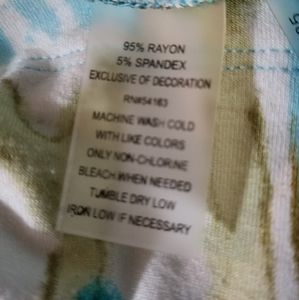 95% RAYON
5% SPANDEX
EXCLUSIVE OF DECORATION
RN#54163
MACHINE WASH COLD
WITH LIKE COLORS
ONLY NON-CHLORINE
BLEACH WHEN NEEDED
TUMBLE DRY LOW
IRON LOW IF NECESSARY